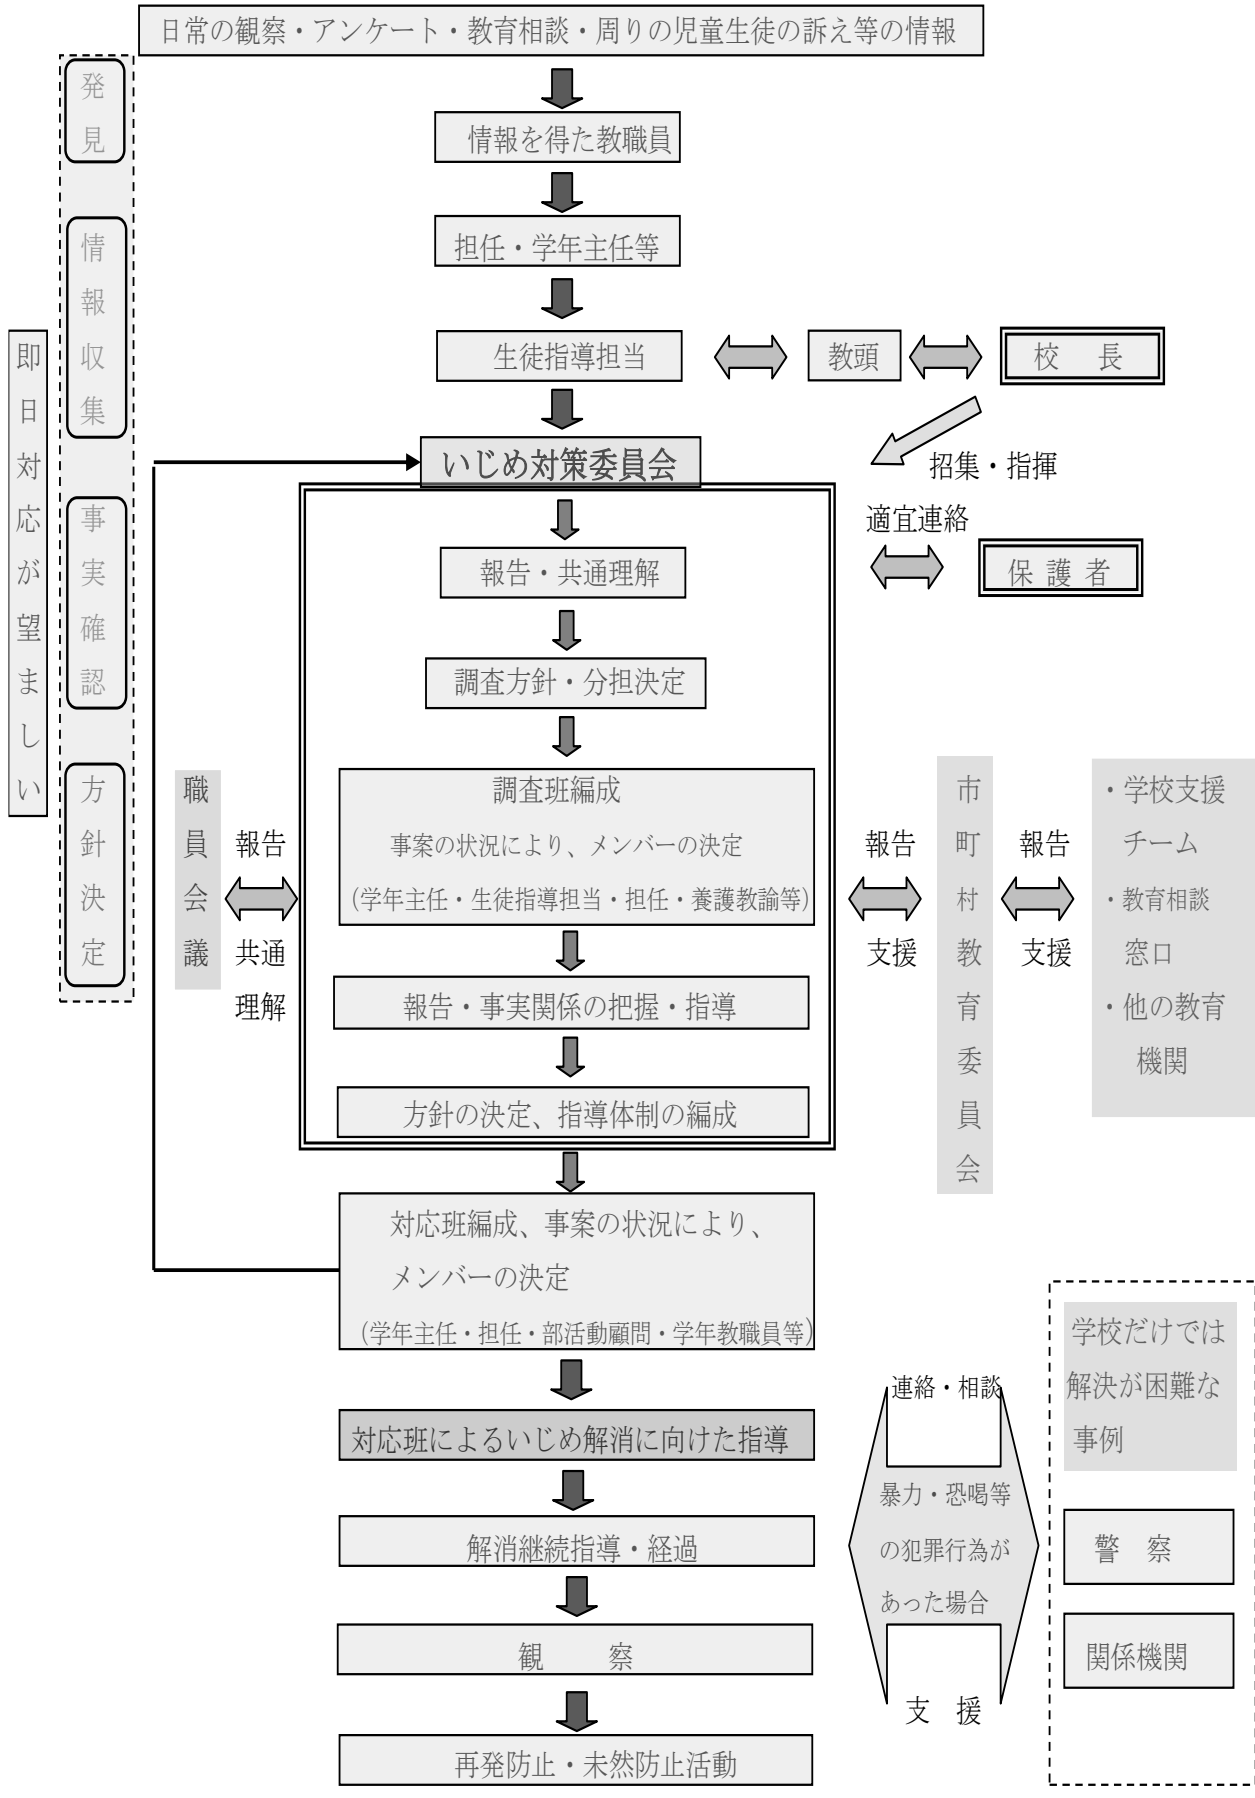 日常の観察・アンケート・教育相談・周りの児童生徒の訴え等の情報
発見
情報収集
事実確認
方針決定
即日対応が望ましい
情報を得た教職員
担任・学年主任等
生徒指導担当
教頭
校　長
招集・指揮
いじめ対策委員会
適宜連絡
保 護 者
報告・共通理解
調査方針・分担決定
調査班編成
事案の状況により、メンバーの決定
(学年主任・生徒指導担当・担任・養護教諭等)
報告・事実関係の把握・指導
方針の決定、指導体制の編成
職員会議
報告
共通
理解
報告
支援
市町村教育委員会
報告
支援
・学校支援
チーム
・教育相談
窓口
・他の教育
機関
対応班編成、事案の状況により、
メンバーの決定
(学年主任・担任・部活動顧問・学年教職員等)
対応班によるいじめ解消に向けた指導
解消継続指導・経過
観　　察
再発防止・未然防止活動
連絡・相談
暴力・恐喝等
の犯罪行為が
あった場合
支　援
学校だけでは
解決が困難な
事例
警　察
関係機関